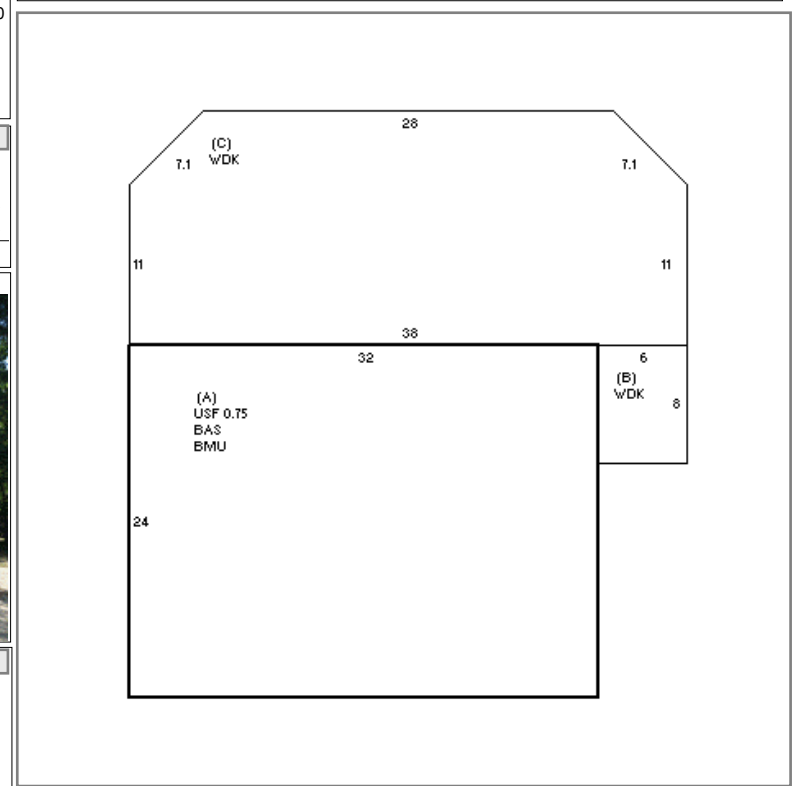 28
(C)
WDK
7.1
7.1
11
11
38
32
6
(B)
WDK
8
(A)
USF 0.75
BAS
BMU
24